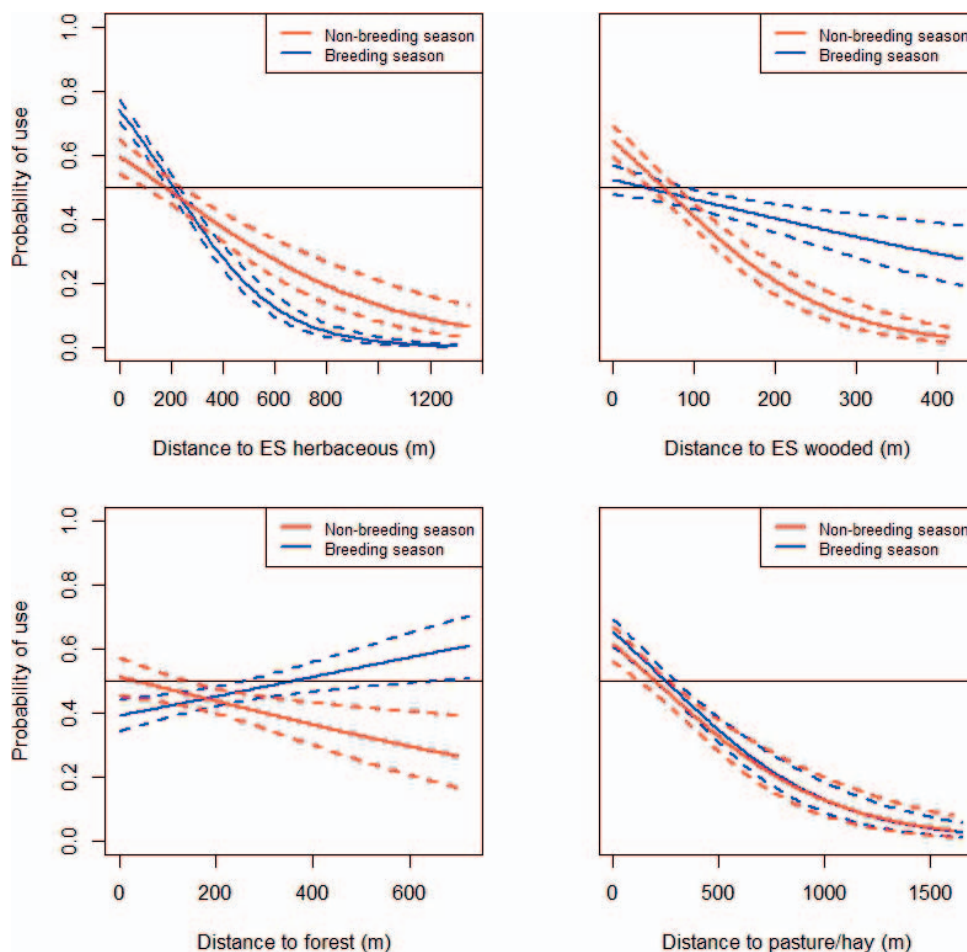 Non-breeding season
Breeding season
Probability of use
1.0
0.8
0.6
0.4
0.2
0.0
0 200 400 600 800 1200
Distance to ES herbaceous (m)
Non-breeding season
Breeding season
0 100 200 300 400
Distance to ES wooded (m)
Non-breeding season
Breeding season
Probability of use
1.0
0.8
0.6
0.4
0.2
0.0
0 200 400 600
Distance to forest (m)
Non-breeding season
Breeding season
0 500 1000 1500
Distance to pasture/hay (m)